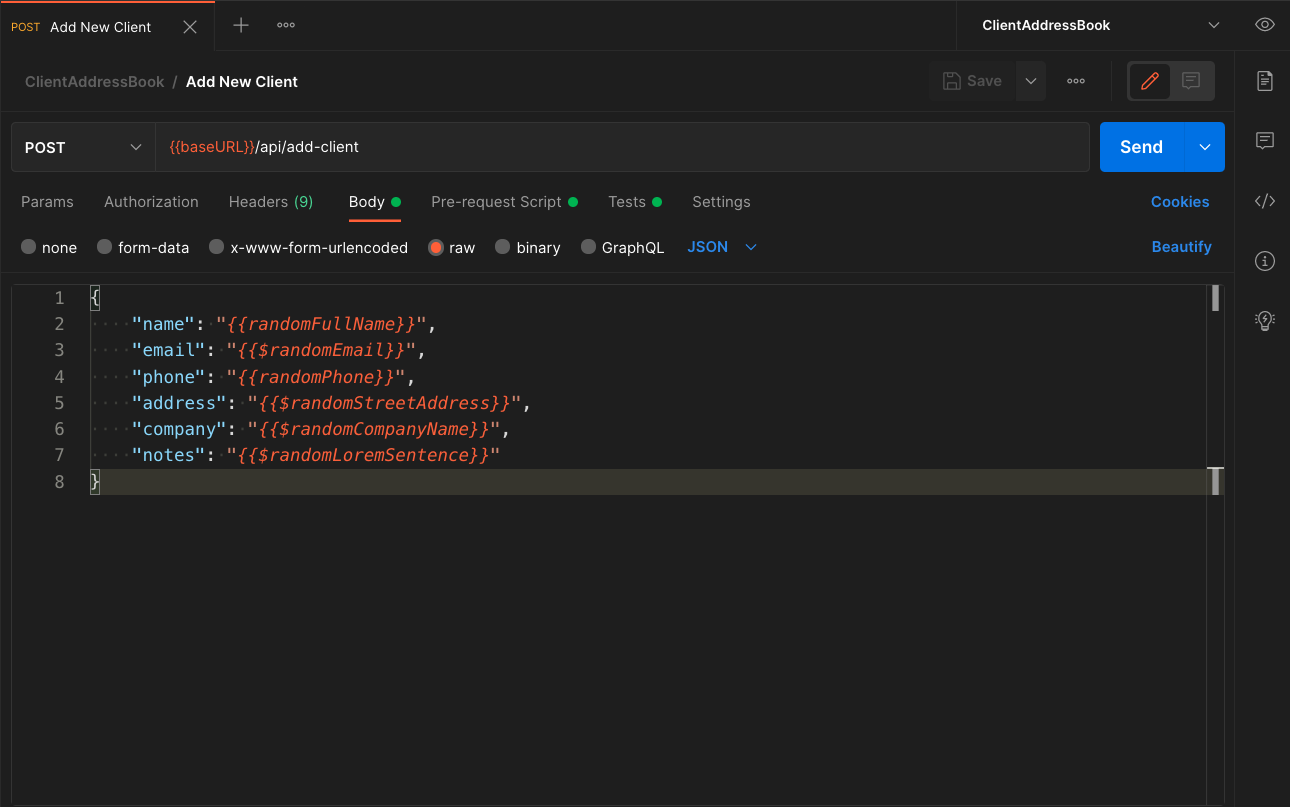 POST Add New Client ClientAddressBook
ClientAddressBook / Add New Client Save
POST {{baseURL}}/api/add-client Send
Params Authorization Headers (9) Body Pre-request Script Tests Settings Cookies
none form-data x-www-form-urlencoded raw binary GraphQL JSON Beautify
1 {
2 "name": "{{randomFullName}}",
3 "email": "{{$randomEmail}}",
4 "phone": "{{randomPhone}}",
5 "address": "{{$randomStreetAddress}}",
6 "company": "{{$randomCompanyName}}",
7 "notes": "{{$randomLoremSentence}}"
8 }